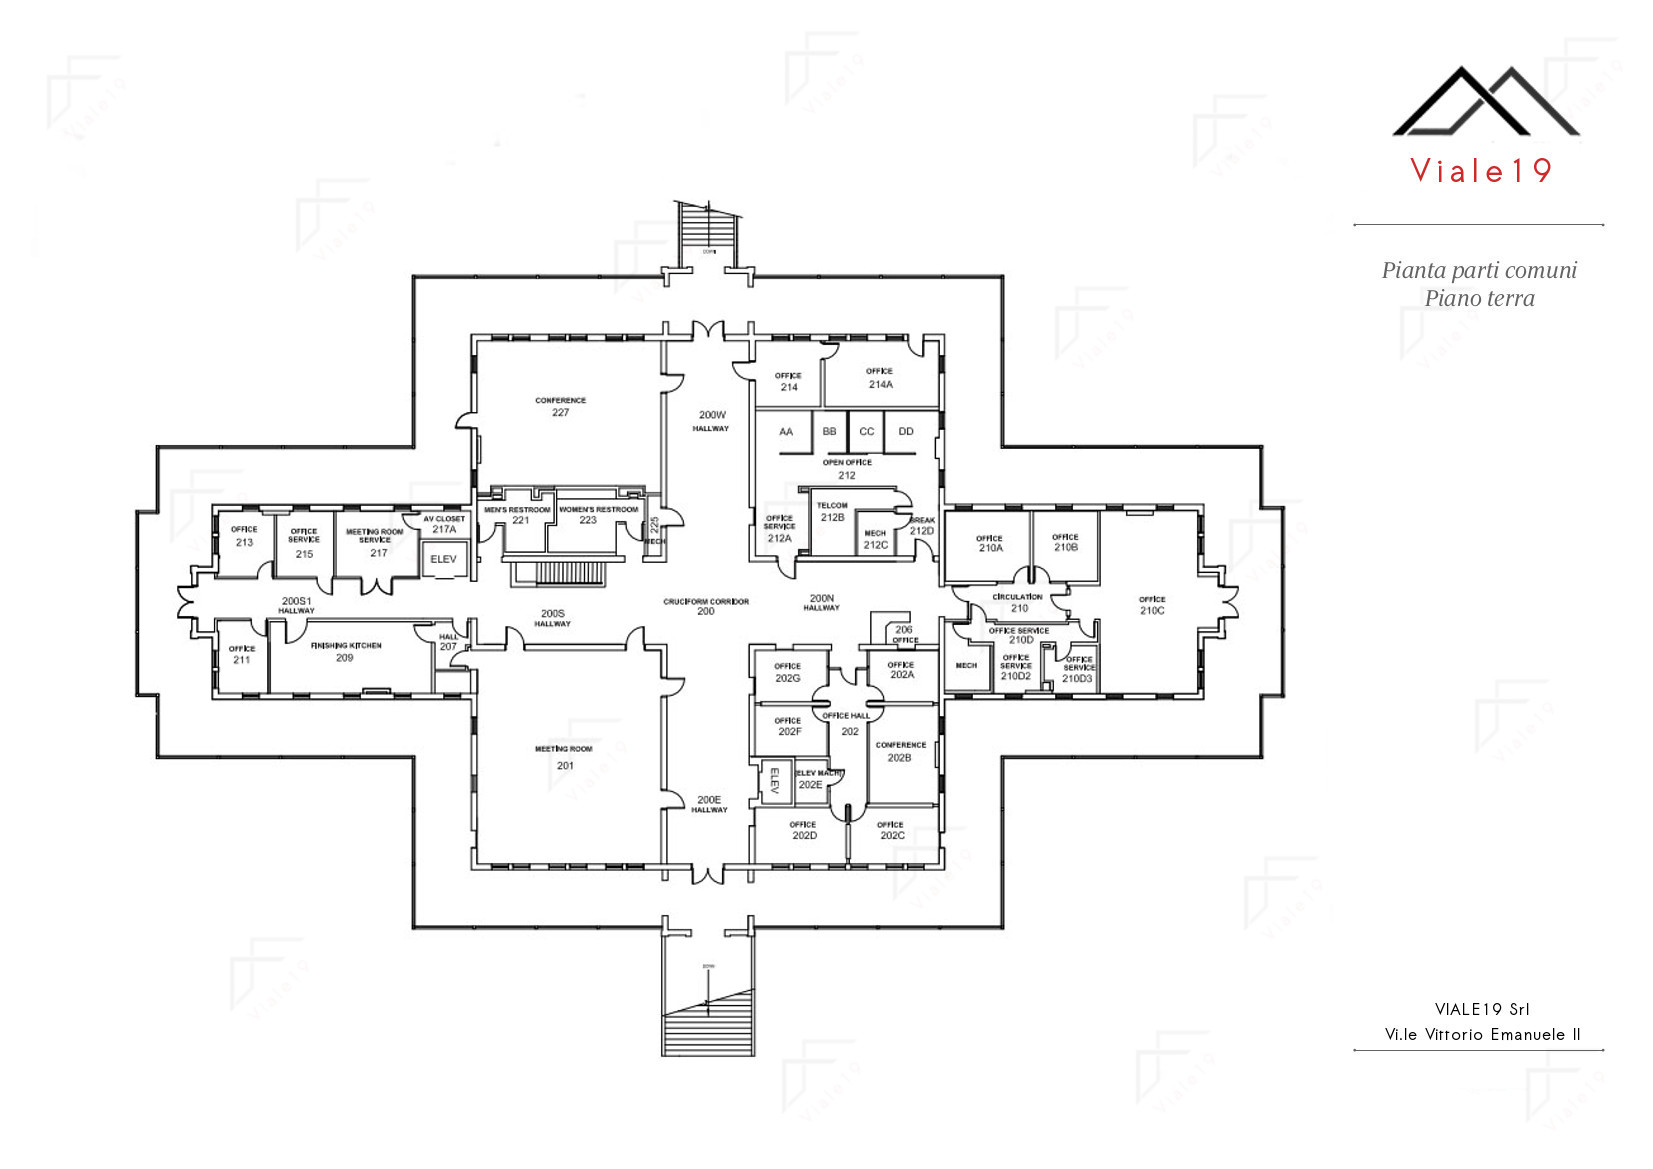 Viale19
Pianta parti comuni
Piano terra
DOWN
CONFERENCE
227
200W
HALLWAY
OFFICE
214
OFFICE
214A
AA
BB
CC
DD
OPEN OFFICE
212
MEN'S RESTROOM
221
WOMEN'S RESTROOM
223
225
MECH
OFFICE
SERVICE
212A
TELCOM
212B
MECH
212C
BREAK
212D
OFFICE
213
OFFICE
SERVICE
215
MEETING ROOM
SERVICE
217
AV CLOSET
217A
ELEV
OFFICE
210A
OFFICE
210B
200S1
HALLWAY
200S
HALLWAY
CRUCIFORM CORRIDOR
200
200N
HALLWAY
206
OFFICE
CIRCULATION
210
OFFICE
210C
OFFICE
211
FINISHING KITCHEN
209
HALL
207
OFFICE SERVICE
210D
MECH
OFFICE
SERVICE
210D2
OFFICE
SERVICE
210D3
MEETING ROOM
201
200E
HALLWAY
OFFICE
202G
OFFICE
202A
OFFICE
202F
OFFICE HALL
202
CONFERENCE
202B
ELEV
ELEV MACH
202E
OFFICE
202D
OFFICE
202C
DOWN
VIALE19 Srl
Vi.le Vittorio Emanuele II